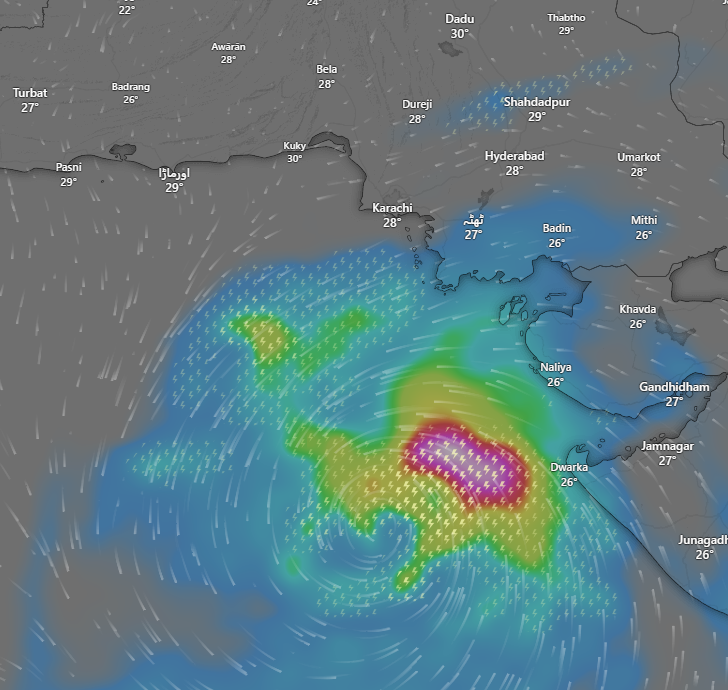 22°
24°
Dadu
30°
Thabtho
29°
Awārān
28°
Bela
28°
Turbat
27°
Badrang
26°
Dureji
28°
Shahdadpur
29°
Kuky
30°
Pasni
29°
اورماڑا
29°
Hyderabad
28°
Umarkot
28°
Karachi
28°
ٹھٹہ
27°
Badin
26°
Mithi
26°
Khavda
26°
Naliya
26°
Gandhidham
27°
Jamnagar
27°
Dwarka
26°
Junagadh
26°